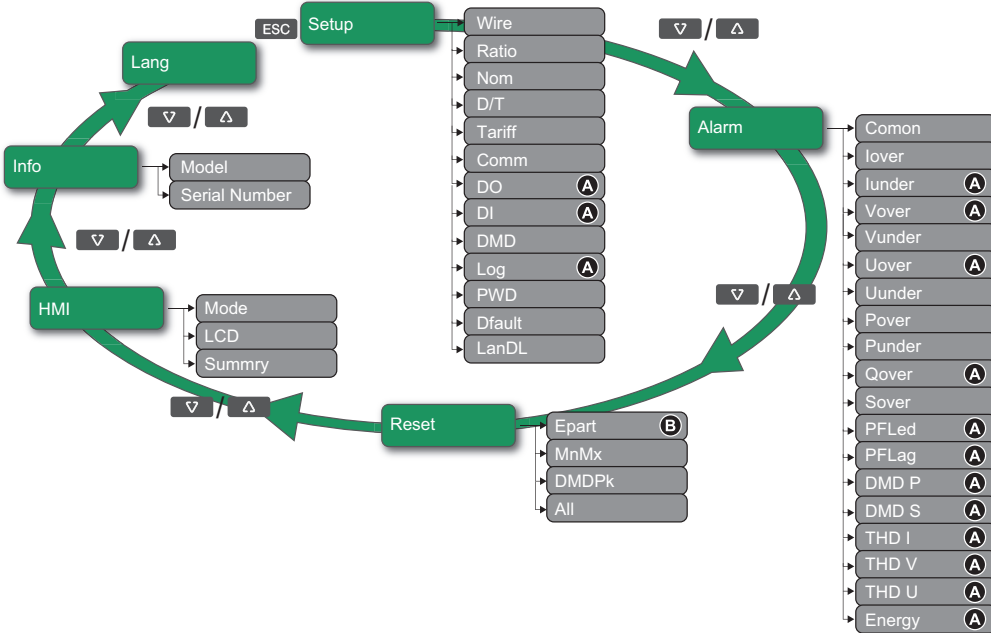 ESC
Setup
Wire
Ratio
Nom
D/T
Tariff
Comm
DO A
DI A
DMD
Log A
PWD
Dfault
LanDL
/
Alarm
Comon
Iover
Iunder A
Vover A
Vunder
Uover A
Uunder
Pover
Punder
Qover A
Sover
PFLed A
PFLag A
DMD P A
DMD S A
THD I A
THD V A
THD U A
Energy A
/
Reset
Epart B
MnMx
DMDPk
All
/
HMI
Mode
LCD
Summry
/
Info
Model
Serial Number
/
Lang